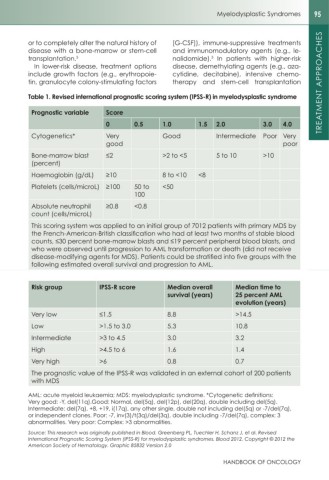 Myelodysplastic Syndromes 95
TREATMENT APPROACHES
or to completely alter the natural history of
disease with a bone-marrow or stem-cell
transplantation.³
In lower-risk disease, treatment options
include growth factors (e.g., erythropoie-
tin, granulocyte colony-stimulating factors
(G-CSF)), immune-suppressive treatments
and immunomodulatory agents (e.g., le-
nalidomide).⁵ In patients with higher-risk
disease, demethylating agents (e.g., aza-
cytidine, decitabine), intensive chemo-
therapy and stem-cell transplantation
Table 1. Revised international prognostic scoring system (IPSS-R) in myelodysplastic syndrome
Prognostic variable Score
0 0.5 1.0 1.5 2.0 3.0 4.0
Cytogenetics* Very good Good Intermediate Poor Very poor
Bone-marrow blast (percent) ≤2 >2 to <5 5 to 10 >10
Haemoglobin (g/dL) ≥10 8 to <10 <8
Platelets (cells/microL) ≥100 50 to 100 <50
Absolute neutrophil count (cells/microL) ≥0.8 <0.8
This scoring system was applied to an initial group of 7012 patients with primary MDS by
the French-American-British classification who had at least two months of stable blood
counts, ≤30 percent bone-marrow blasts and ≤19 percent peripheral blood blasts, and
who were observed until progression to AML transformation or death (did not receive
disease-modifying agents for MDS). Patients could be stratified into five groups with the
following estimated overall survival and progression to AML.
Risk group IPSS-R score Median overall survival (years) Median time to 25 percent AML evolution (years)
Very low ≤1.5 8.8 >14.5
Low >1.5 to 3.0 5.3 10.8
Intermediate >3 to 4.5 3.0 3.2
High >4.5 to 6 1.6 1.4
Very high >6 0.8 0.7
The prognostic value of the IPSS-R was validated in an external cohort of 200 patients
with MDS
AML: acute myeloid leukaemia; MDS: myelodysplastic syndrome. *Cytogenetic definitions:
Very good: -Y, del(11q).Good: Normal, del(5q), del(12p), del(20q), double including del(5q).
Intermediate: del(7q), +8, +19, i(17q), any other single, double not including del(5q) or -7/del(7q),
or independent clones. Poor: -7, inv(3)/t(3q)/del(3q), double including -7/del(7q), complex: 3
abnormalities. Very poor: Complex: >3 abnormalities.
Source: This research was originally published in Blood. Greenberg PL, Tuechler H, Schanz J, et al. Revised
International Prognostic Scoring System (IPSS-R) for myelodysplastic syndromes. Blood 2012. Copyright © 2012 the
American Society of Hematology. Graphic 85832 Version 2.0
HANDBOOK OF ONCOLOGY